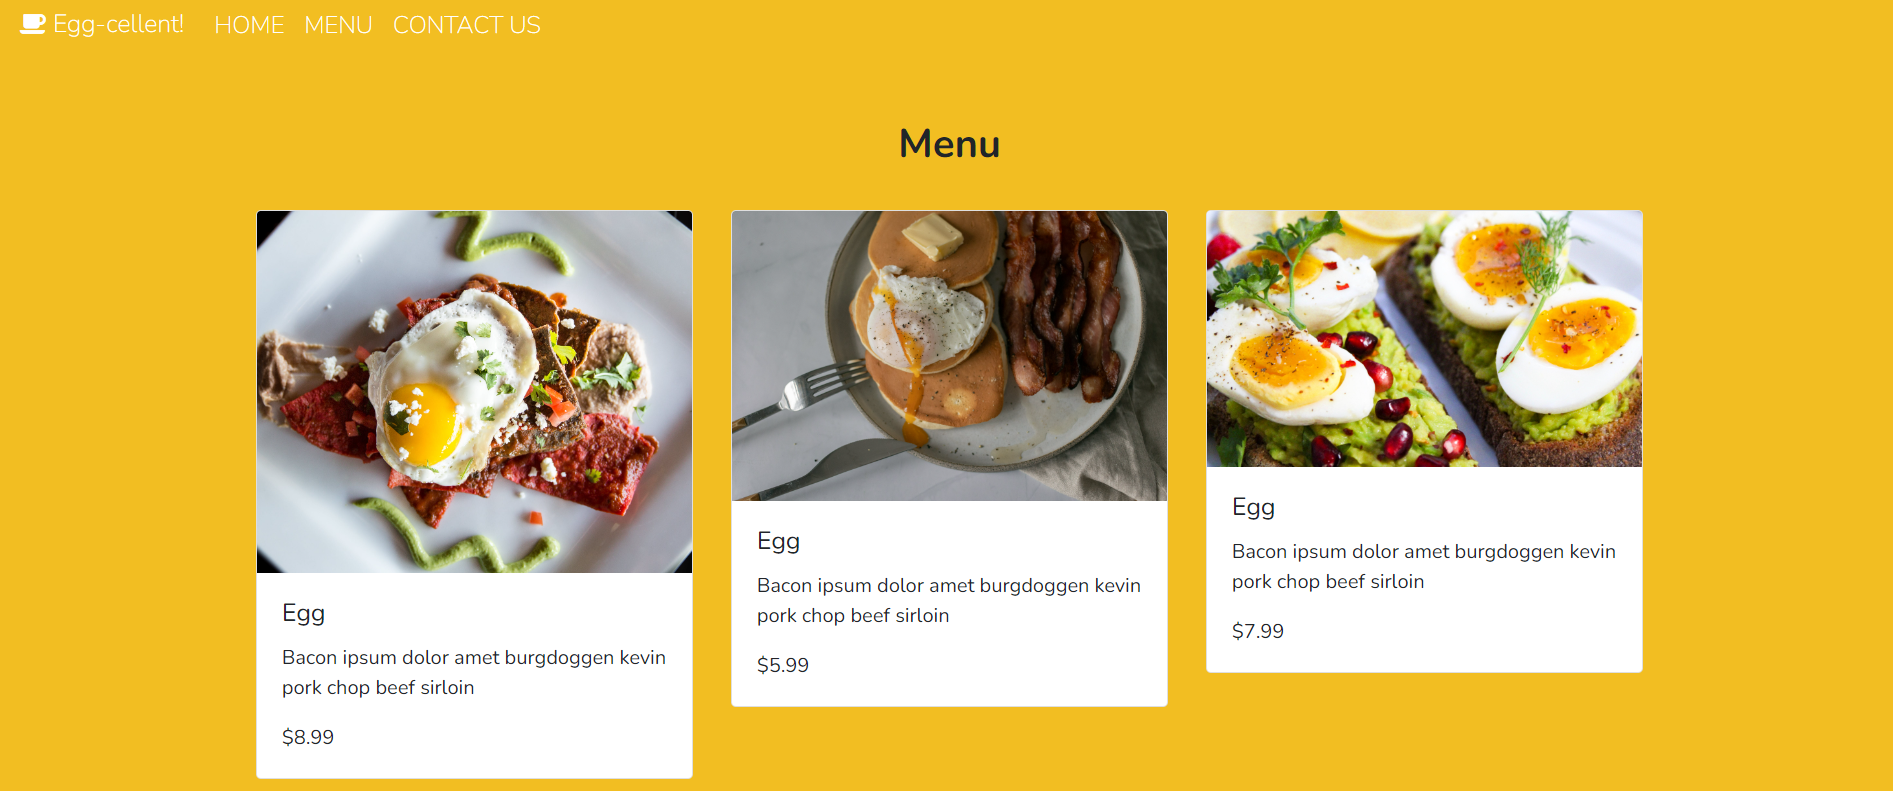 Egg-cellent! HOME MENU CONTACT US
Menu
Egg
Bacon ipsum dolor amet burgdoggen kevin
pork chop beef sirloin
$8.99
Egg
Bacon ipsum dolor amet burgdoggen kevin
pork chop beef sirloin
$5.99
Egg
Bacon ipsum dolor amet burgdoggen kevin
pork chop beef sirloin
$7.99